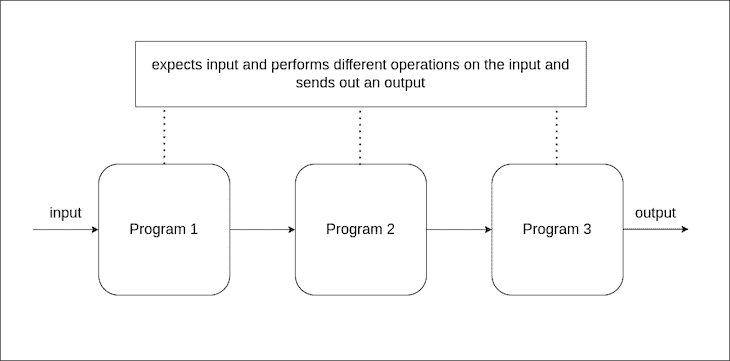 expects input and performs different operations on the input and
sends out an output
input
Program 1
Program 2
Program 3
output